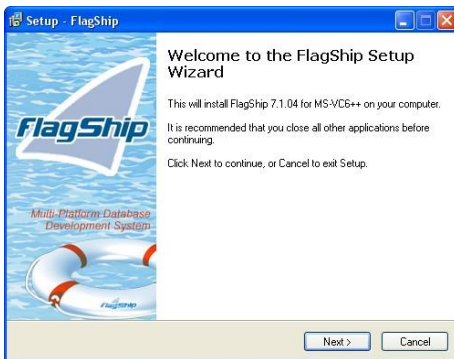 Setup - FlagShip
Welcome to the FlagShip Setup
Wizard
This will install FlagShip 7.1.04 for MS-VC6++ on your computer.
It is recommended that you close all other applications before
continuing.
Click Next to continue, or Cancel to exit Setup.
FlagShip
Multi-Platform Database
Development System
FlagShip
Next >
Cancel